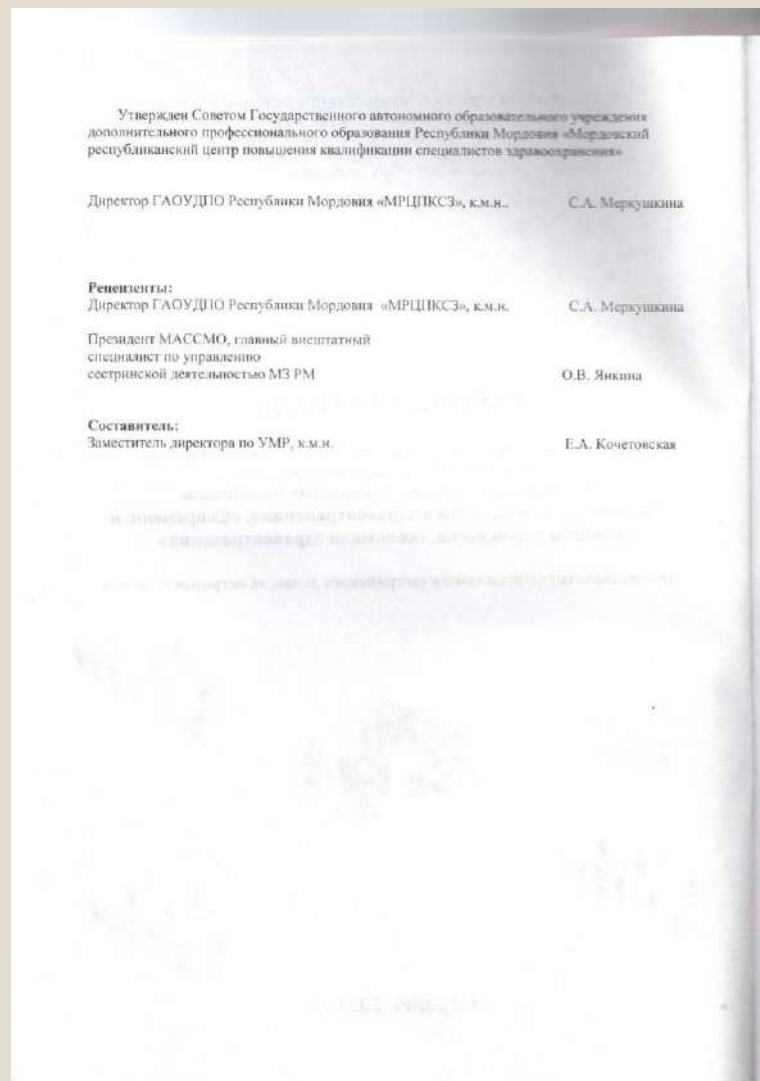 Утвержден Советом Государственного автономного образовательного учреждения
дополнительного профессионального образования Республики Мордовия «Мордовский
республиканский центр повышения квалификации специалистов здравоохранения»
Директор ГАОУДПО Республики Мордовия «МРЦПКСЗ», к.м.н.. С.А. Меркушкина
Рецензенты:
Директор ГАОУДПО Республики Мордовия «МРЦПКСЗ», к.м.н. С.А. Меркушкина
Президент МАССМО, главный внештатный
специалист по управлению
сестринской деятельностью МЗ РМ О.В. Янкина
Составитель:
Заместитель директора по УМР, к.м.н. Е.А. Кочетовская